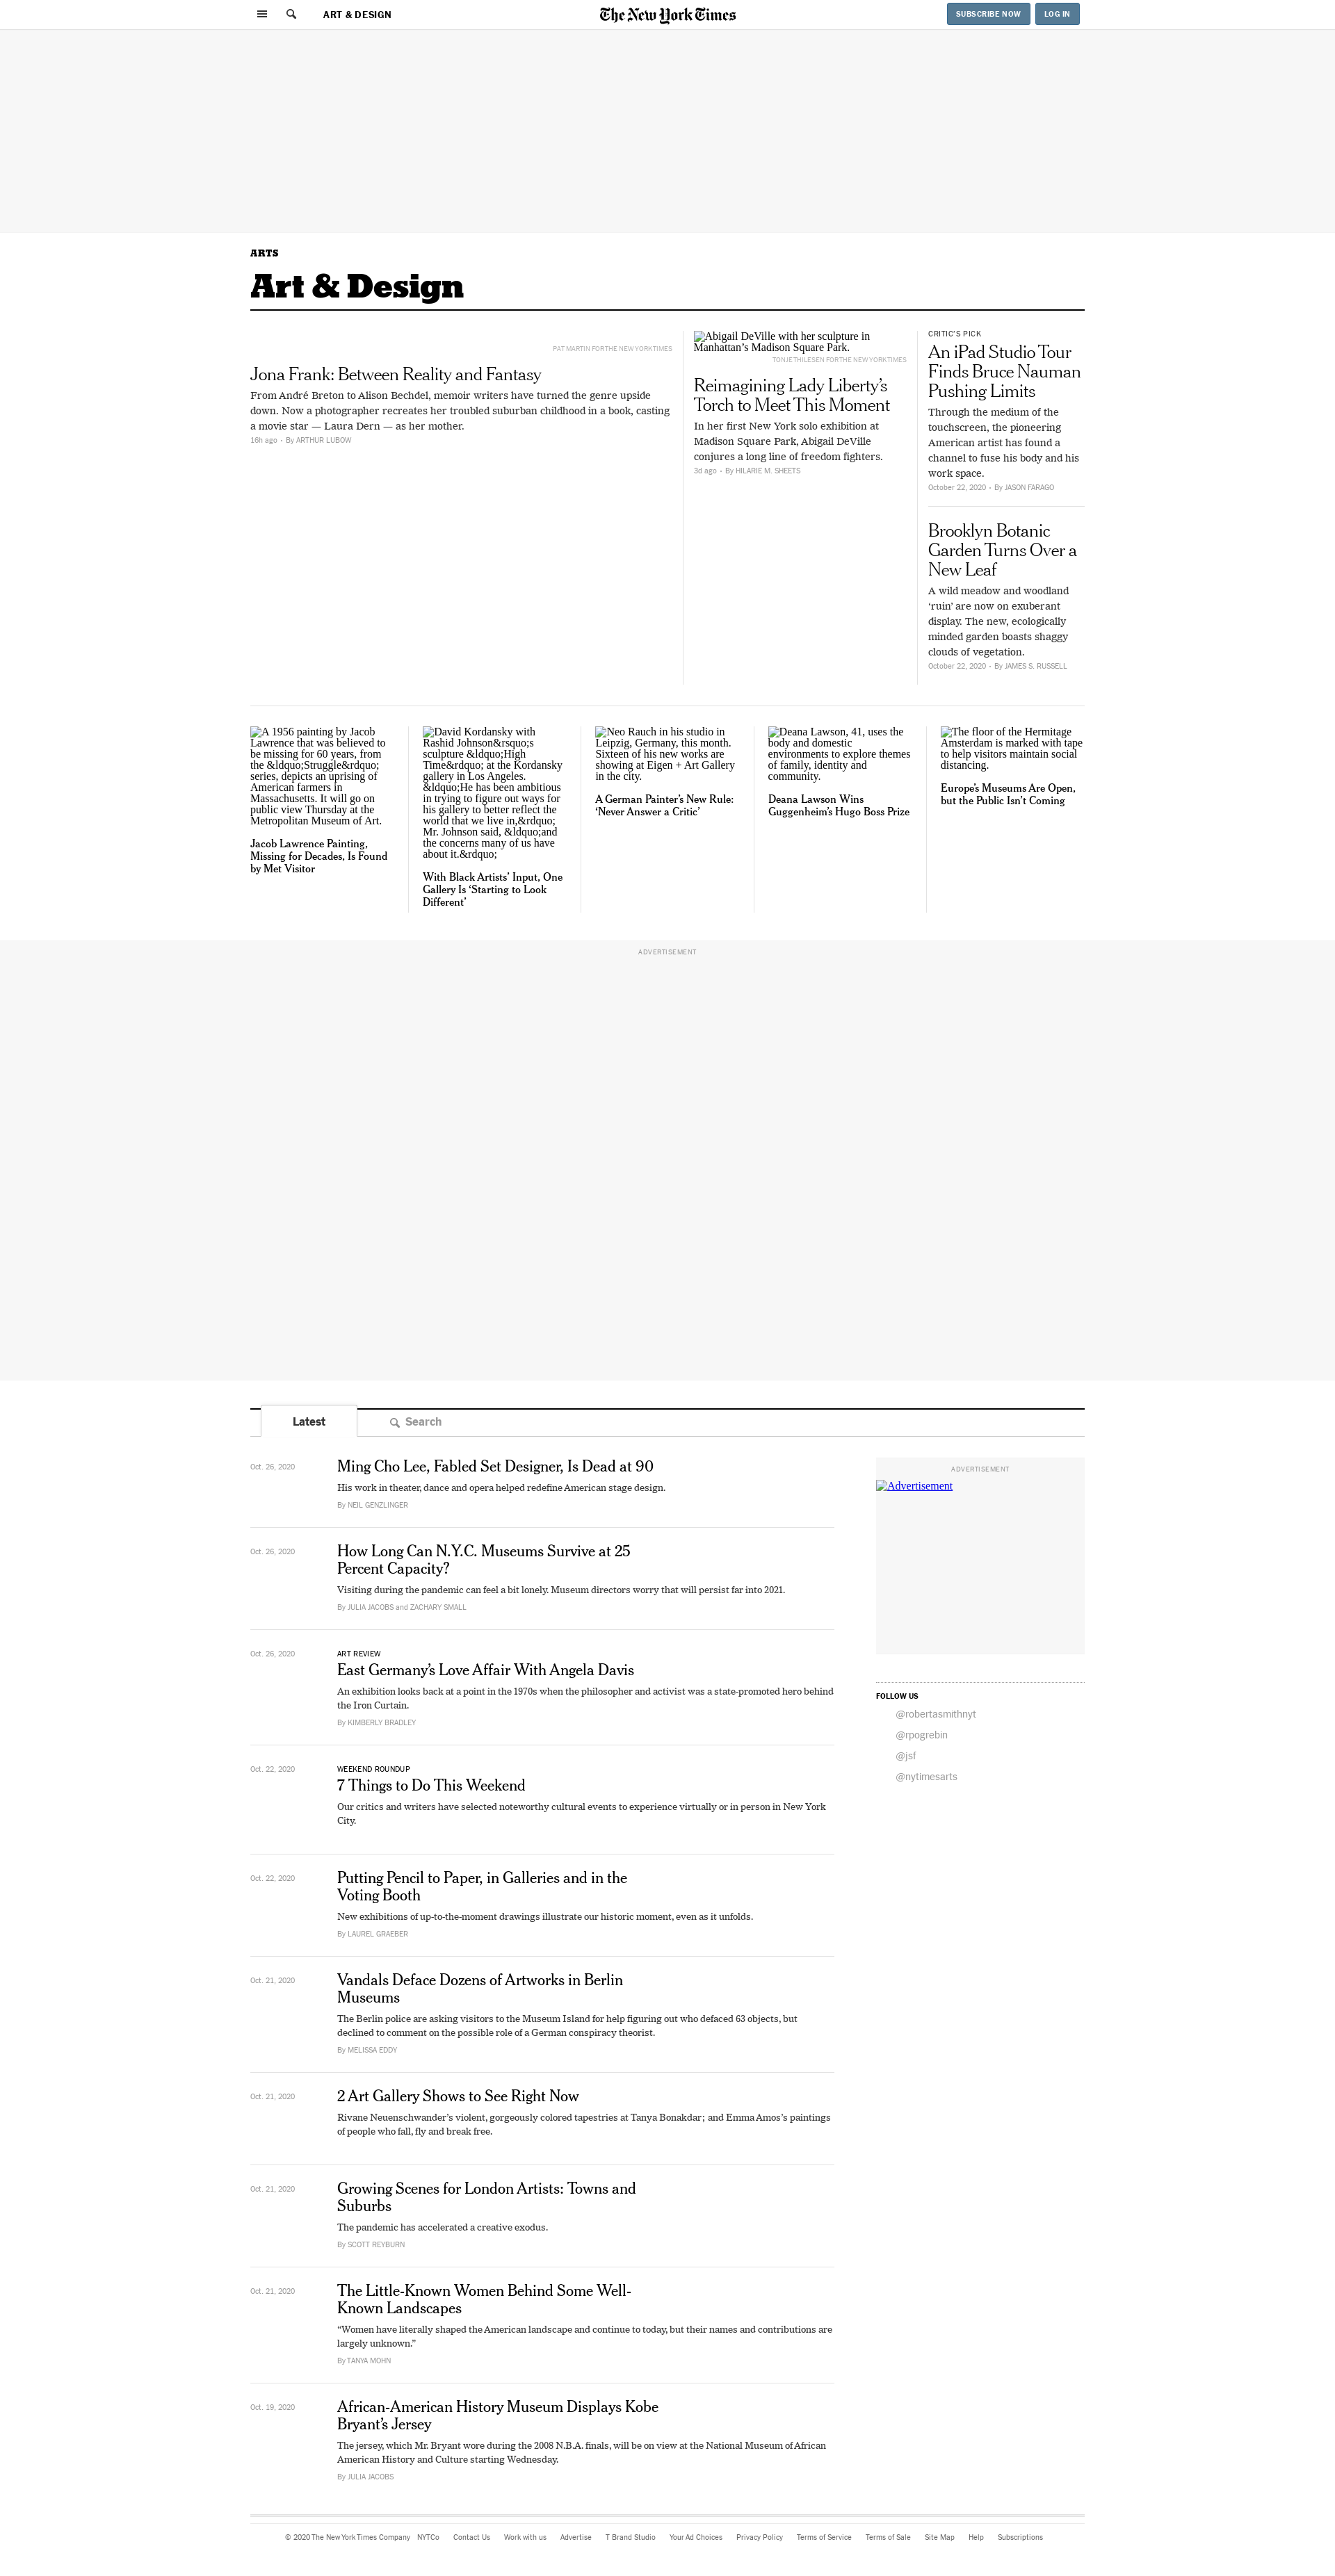 ART & DESIGN
The New York Times
SUBSCRIBE NOW
LOG IN
ARTS
Art & Design
PAT MARTIN FOR THE NEW YORK TIMES
Jona Frank: Between Reality and Fantasy
From André Breton to Alison Bechdel, memoir writers have turned the genre upside
down. Now a photographer recreates her troubled suburban childhood in a book, casting
a movie star — Laura Dern — as her mother.
16h ago • By ARTHUR LUBOW
Abigail DeVille with her sculpture in
Manhattan’s Madison Square Park.
TONJE THILESEN FOR THE NEW YORK TIMES
Reimagining Lady Liberty’s
Torch to Meet This Moment
In her first New York solo exhibition at
Madison Square Park, Abigail DeVille
conjures a long line of freedom fighters.
3d ago • By HILARIE M. SHEETS
CRITIC’S PICK
An iPad Studio Tour
Finds Bruce Nauman
Pushing Limits
Through the medium of the
touchscreen, the pioneering
American artist has found a
channel to fuse his body and his
work space.
October 22, 2020 • By JASON FARAGO
Brooklyn Botanic
Garden Turns Over a
New Leaf
A wild meadow and woodland
‘ruin’ are now on exuberant
display. The new, ecologically
minded garden boasts shaggy
clouds of vegetation.
October 22, 2020 • By JAMES S. RUSSELL
A 1956 painting by Jacob
Lawrence that was believed to
be missing for 60 years, from
the &ldquo;Struggle&rdquo;
series, depicts an uprising of
American farmers in
Massachusetts. It will go on
public view Thursday at the
Metropolitan Museum of Art.
Jacob Lawrence Painting,
Missing for Decades, Is Found
by Met Visitor
David Kordansky with
Rashid Johnson&rsquo;s
sculpture &ldquo;High
Time&rdquo; at the Kordansky
gallery in Los Angeles.
&ldquo;He has been ambitious
in trying to figure out ways for
his gallery to better reflect the
world that we live in,&rdquo;
Mr. Johnson said, &ldquo;and
the concerns many of us have
about it.&rdquo;
With Black Artists’ Input, One
Gallery Is ‘Starting to Look
Different’
Neo Rauch in his studio in
Leipzig, Germany, this month.
Sixteen of his new works are
showing at Eigen + Art Gallery
in the city.
A German Painter’s New Rule:
‘Never Answer a Critic’
Deana Lawson, 41, uses the
body and domestic
environments to explore themes
of family, identity and
community.
Deana Lawson Wins
Guggenheim’s Hugo Boss Prize
The floor of the Hermitage
Amsterdam is marked with tape
to help visitors maintain social
distancing.
Europe’s Museums Are Open,
but the Public Isn’t Coming
ADVERTISEMENT
Latest
Search
Oct. 26, 2020
Ming Cho Lee, Fabled Set Designer, Is Dead at 90
His work in theater, dance and opera helped redefine American stage design.
By NEIL GENZLINGER
Oct. 26, 2020
How Long Can N.Y.C. Museums Survive at 25
Percent Capacity?
Visiting during the pandemic can feel a bit lonely. Museum directors worry that will persist far into 2021.
By JULIA JACOBS and ZACHARY SMALL
Oct. 26, 2020
ART REVIEW
East Germany’s Love Affair With Angela Davis
An exhibition looks back at a point in the 1970s when the philosopher and activist was a state-promoted hero behind
the Iron Curtain.
By KIMBERLY BRADLEY
Oct. 22, 2020
WEEKEND ROUNDUP
7 Things to Do This Weekend
Our critics and writers have selected noteworthy cultural events to experience virtually or in person in New York
City.
Oct. 22, 2020
Putting Pencil to Paper, in Galleries and in the
Voting Booth
New exhibitions of up-to-the-moment drawings illustrate our historic moment, even as it unfolds.
By LAUREL GRAEBER
Oct. 21, 2020
Vandals Deface Dozens of Artworks in Berlin
Museums
The Berlin police are asking visitors to the Museum Island for help figuring out who defaced 63 objects, but
declined to comment on the possible role of a German conspiracy theorist.
By MELISSA EDDY
Oct. 21, 2020
2 Art Gallery Shows to See Right Now
Rivane Neuenschwander’s violent, gorgeously colored tapestries at Tanya Bonakdar; and Emma Amos’s paintings
of people who fall, fly and break free.
Oct. 21, 2020
Growing Scenes for London Artists: Towns and
Suburbs
The pandemic has accelerated a creative exodus.
By SCOTT REYBURN
Oct. 21, 2020
The Little-Known Women Behind Some Well-
Known Landscapes
“Women have literally shaped the American landscape and continue to today, but their names and contributions are
largely unknown.”
By TANYA MOHN
Oct. 19, 2020
African-American History Museum Displays Kobe
Bryant’s Jersey
The jersey, which Mr. Bryant wore during the 2008 N.B.A. finals, will be on view at the National Museum of African
American History and Culture starting Wednesday.
By JULIA JACOBS
ADVERTISEMENT
Advertisement
FOLLOW US
@robertasmithnyt
@rpogrebin
@jsf
@nytimesarts
© 2020 The New York Times Company NYTCo Contact Us Work with us Advertise T Brand Studio Your Ad Choices Privacy Policy Terms of Service Terms of Sale Site Map Help Subscriptions